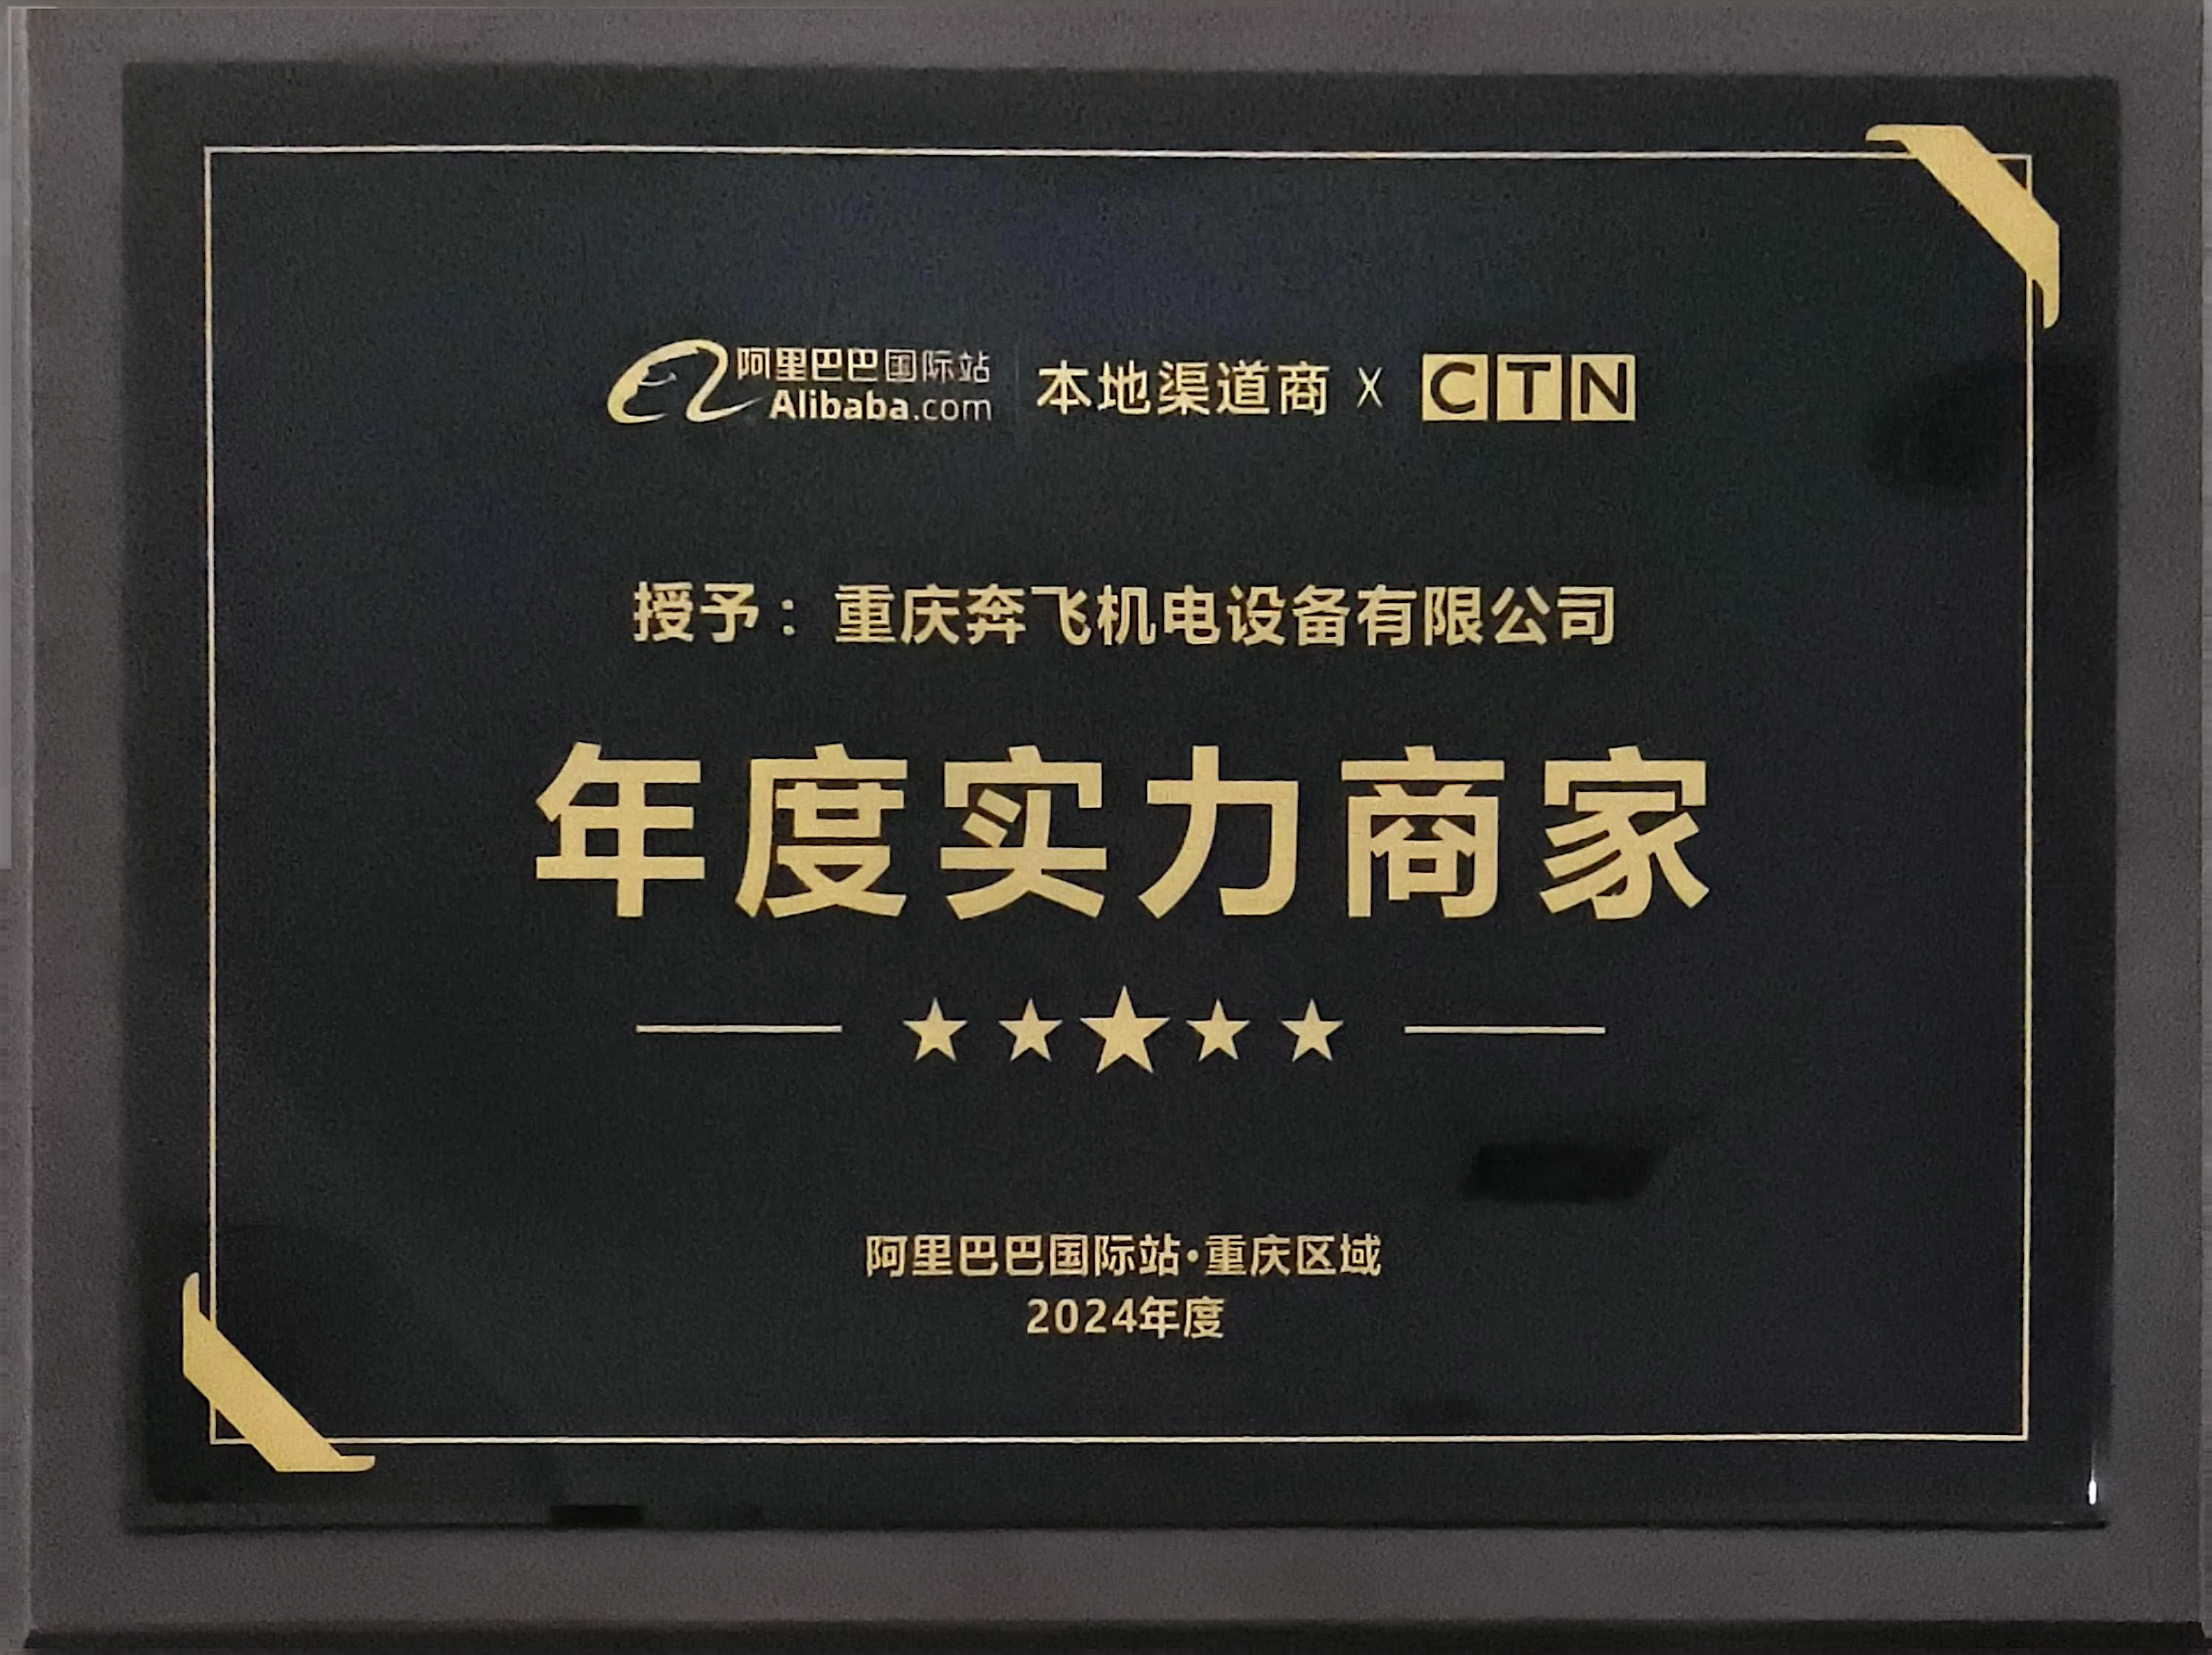 阿里巴巴国际站
Alibaba.com
本地渠道商 X CTN
授予：重庆奔飞机电设备有限公司
年度实力商家
阿里巴巴国际站·重庆区域
2024年度